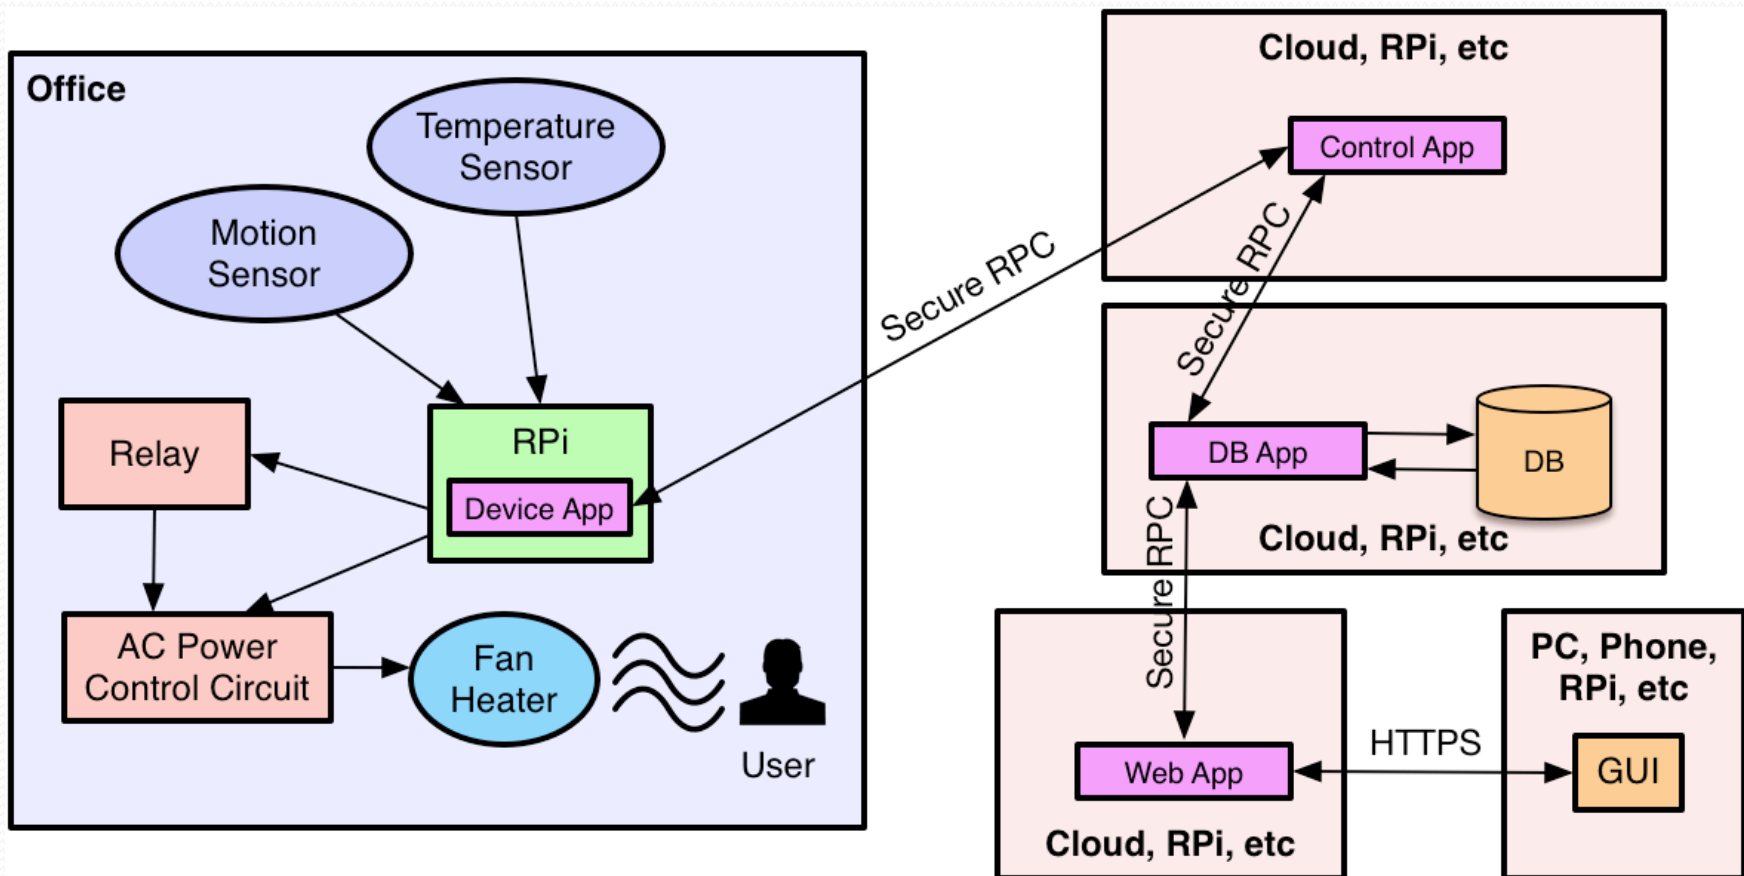 Office
Temperature
Sensor
Motion
Sensor
Relay
RPi
Device App
AC Power
Control Circuit
Fan
Heater
User
Secure RPC
Cloud, RPi, etc
Control App
Secure RPC
DB App
DB
Cloud, RPi, etc
Secure RPC
Web App
Cloud, RPi, etc
HTTPS
PC, Phone,
RPi, etc
GUI